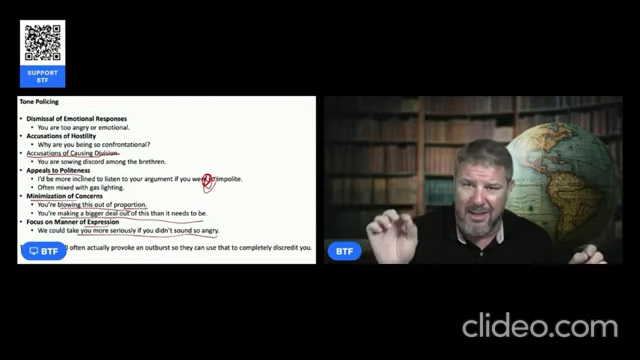 SUPPORT
BTF
Tone Policing
• Dismissal of Emotional Responses
• You are too angry or emotional.
• Accusations of Hostility
• Why are you being so confrontational?
• Accusations of Causing Division
• You are sowing discord among the brethren.
• Appeals to Politeness
• I'd be more inclined to listen to your argument if you impolite.
• Often mixed with gas lighting.
• Minimization of Concerns
• You're blowing this out of proportion.
• You're making a bigger deal out of this than it needs to be.
• Focus on Manner of Expression
• We could take you more seriously if you didn't sound so angry.
often actually provoke an outburst so they can use that to completely discredit you.
BTF
BTF
clideo.com